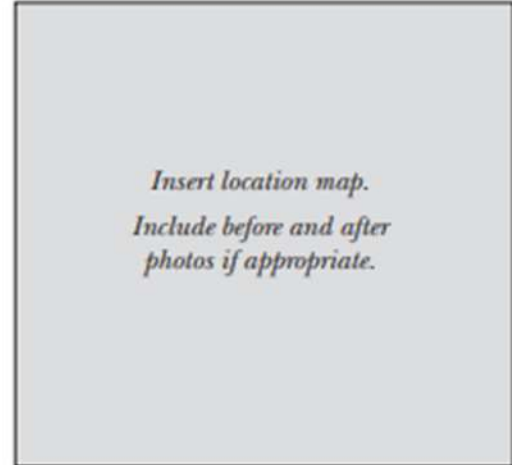 Insert location map.
Include before and after
photos if appropriate.